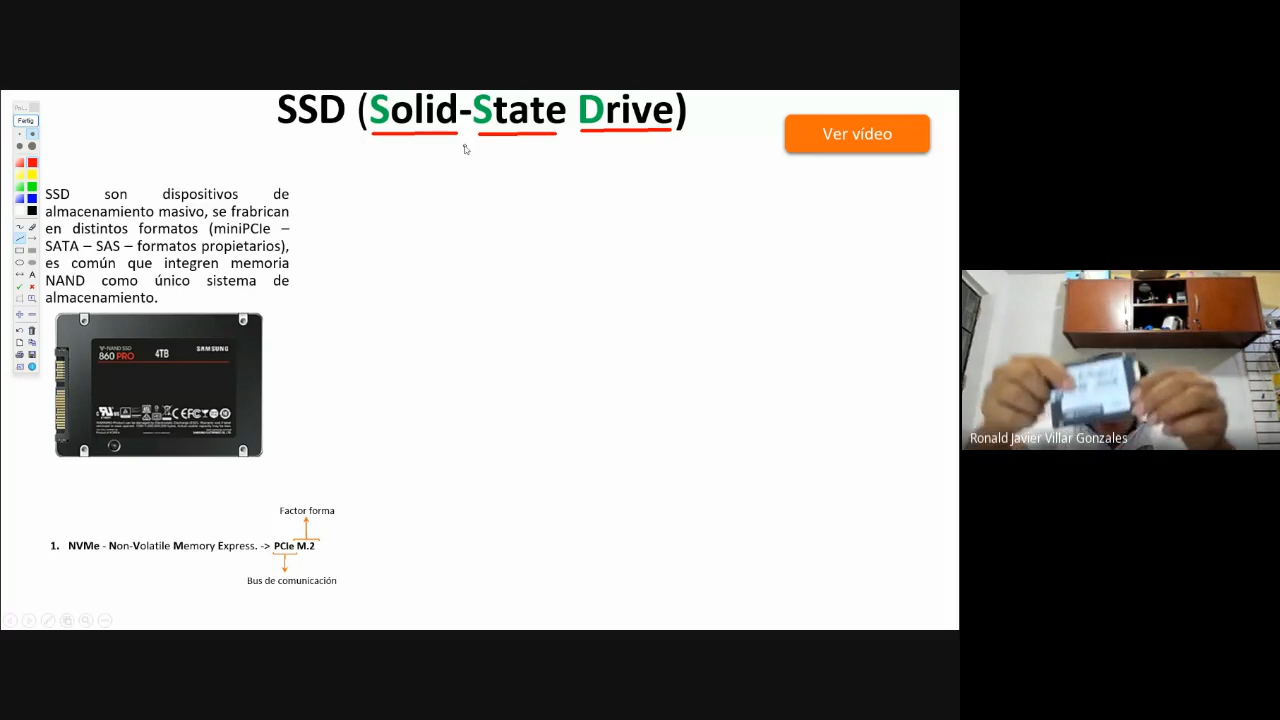 SSD (Solid-State Drive)
Ver vídeo
Fertig
SSD son dispositivos de
almacenamiento masivo, se frabrican
en distintos formatos (miniPCIe –
SATA – SAS – formatos propietarios),
es común que integren memoria
NAND como único sistema de
almacenamiento.
V-NAND SSD
860 PRO
4TB
SAMSUNG
Factor forma
1. NVMe - Non-Volatile Memory Express. -> PCIe M.2
Bus de comunicación
Ronald Javier Villar Gonzales